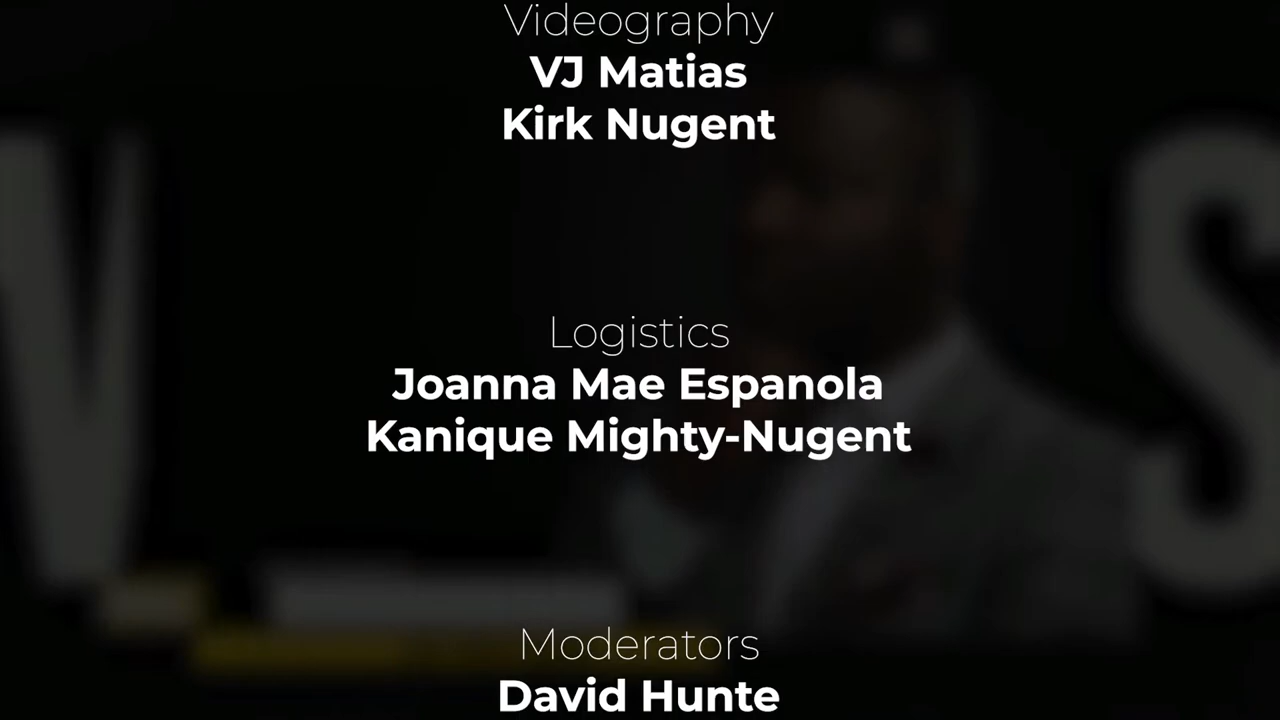 Videography
VJ Matias
Kirk Nugent
Logistics
Joanna Mae Espanola
Kanique Mighty-Nugent
Moderators
David Hunte